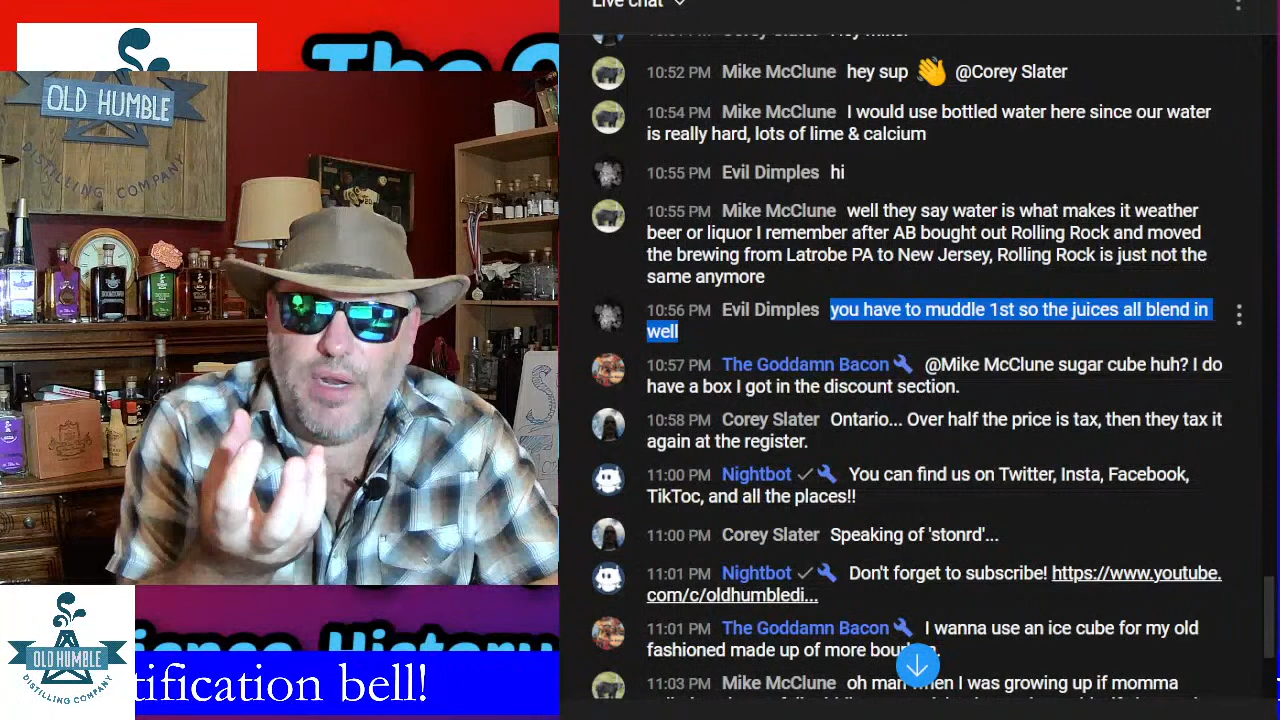 The
OLD HUMBLE
DISTILLING COMPANY
Live chat
10:52 PM Mike McClune hey sup 👋 @Corey Slater
10:54 PM Mike McClune I would use bottled water here since our water
is really hard, lots of lime & calcium
10:55 PM Evil Dimples hi
10:55 PM Mike McClune well they say water is what makes it weather
beer or liquor I remember after AB bought out Rolling Rock and moved
the brewing from Latrobe PA to New Jersey, Rolling Rock is just not the
same anymore
10:56 PM Evil Dimples you have to muddle 1st so the juices all blend in
well
10:57 PM The Goddamn Bacon @Mike McClune sugar cube huh? I do
have a box I got in the discount section.
10:58 PM Corey Slater Ontario... Over half the price is tax, then they tax it
again at the register.
11:00 PM Nightbot You can find us on Twitter, Insta, Facebook,
TikToc, and all the places!!
11:00 PM Corey Slater Speaking of 'stonrd'...
11:01 PM Nightbot Don't forget to subscribe! https://www.youtube.
com/c/oldhumbledi...
11:01 PM The Goddamn Bacon I wanna use an ice cube for my old
fashioned made up of more
11:03 PM Mike McClune oh man when I was growing up if momma
History
OLD HUMBLE
DISTILLING COMPANY
tification bell!